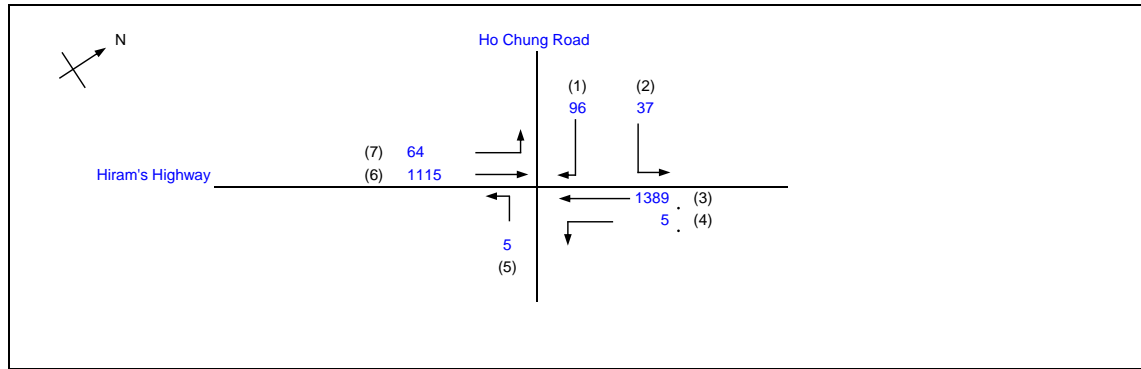 N
Ho Chung Road
(1) (2)
96 37
(7) 64
(6) 1115
Hiram's Highway
1389 . (3)
5 . (4)
5
(5)